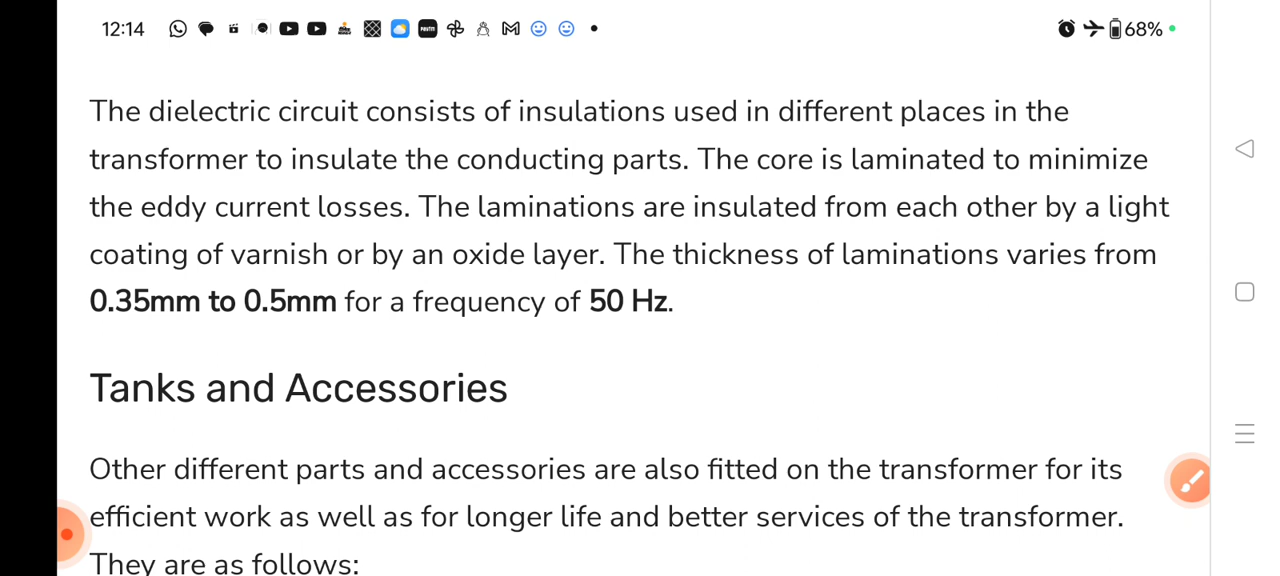 12:14
68%
The dielectric circuit consists of insulations used in different places in the
transformer to insulate the conducting parts. The core is laminated to minimize
the eddy current losses. The laminations are insulated from each other by a light
coating of varnish or by an oxide layer. The thickness of laminations varies from
0.35mm to 0.5mm for a frequency of 50 Hz.
Tanks and Accessories
Other different parts and accessories are also fitted on the transformer for its
efficient work as well as for longer life and better services of the transformer.
They are as follows: